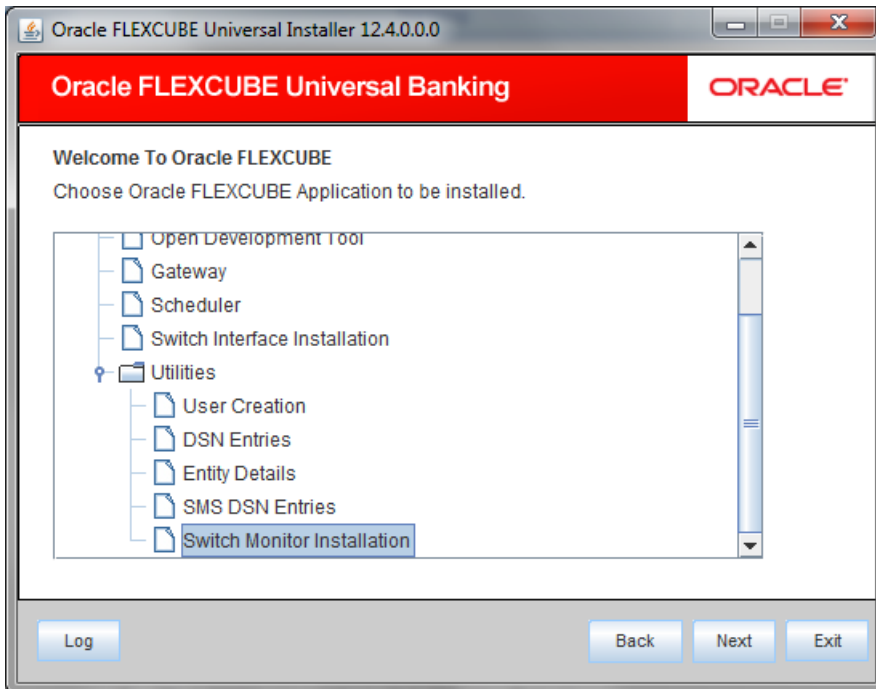 Oracle FLEXCUBE Universal Installer 12.4.0.0.0
Oracle FLEXCUBE Universal Banking
ORACLE'
Welcome To Oracle FLEXCUBE
Choose Oracle FLEXCUBE Application to be installed.
Open Development Tool
Gateway
Scheduler
Switch Interface Installation
Utilities
User Creation
DSN Entries
Entity Details
SMS DSN Entries
Switch Monitor Installation
Log
Back
Next
Exit